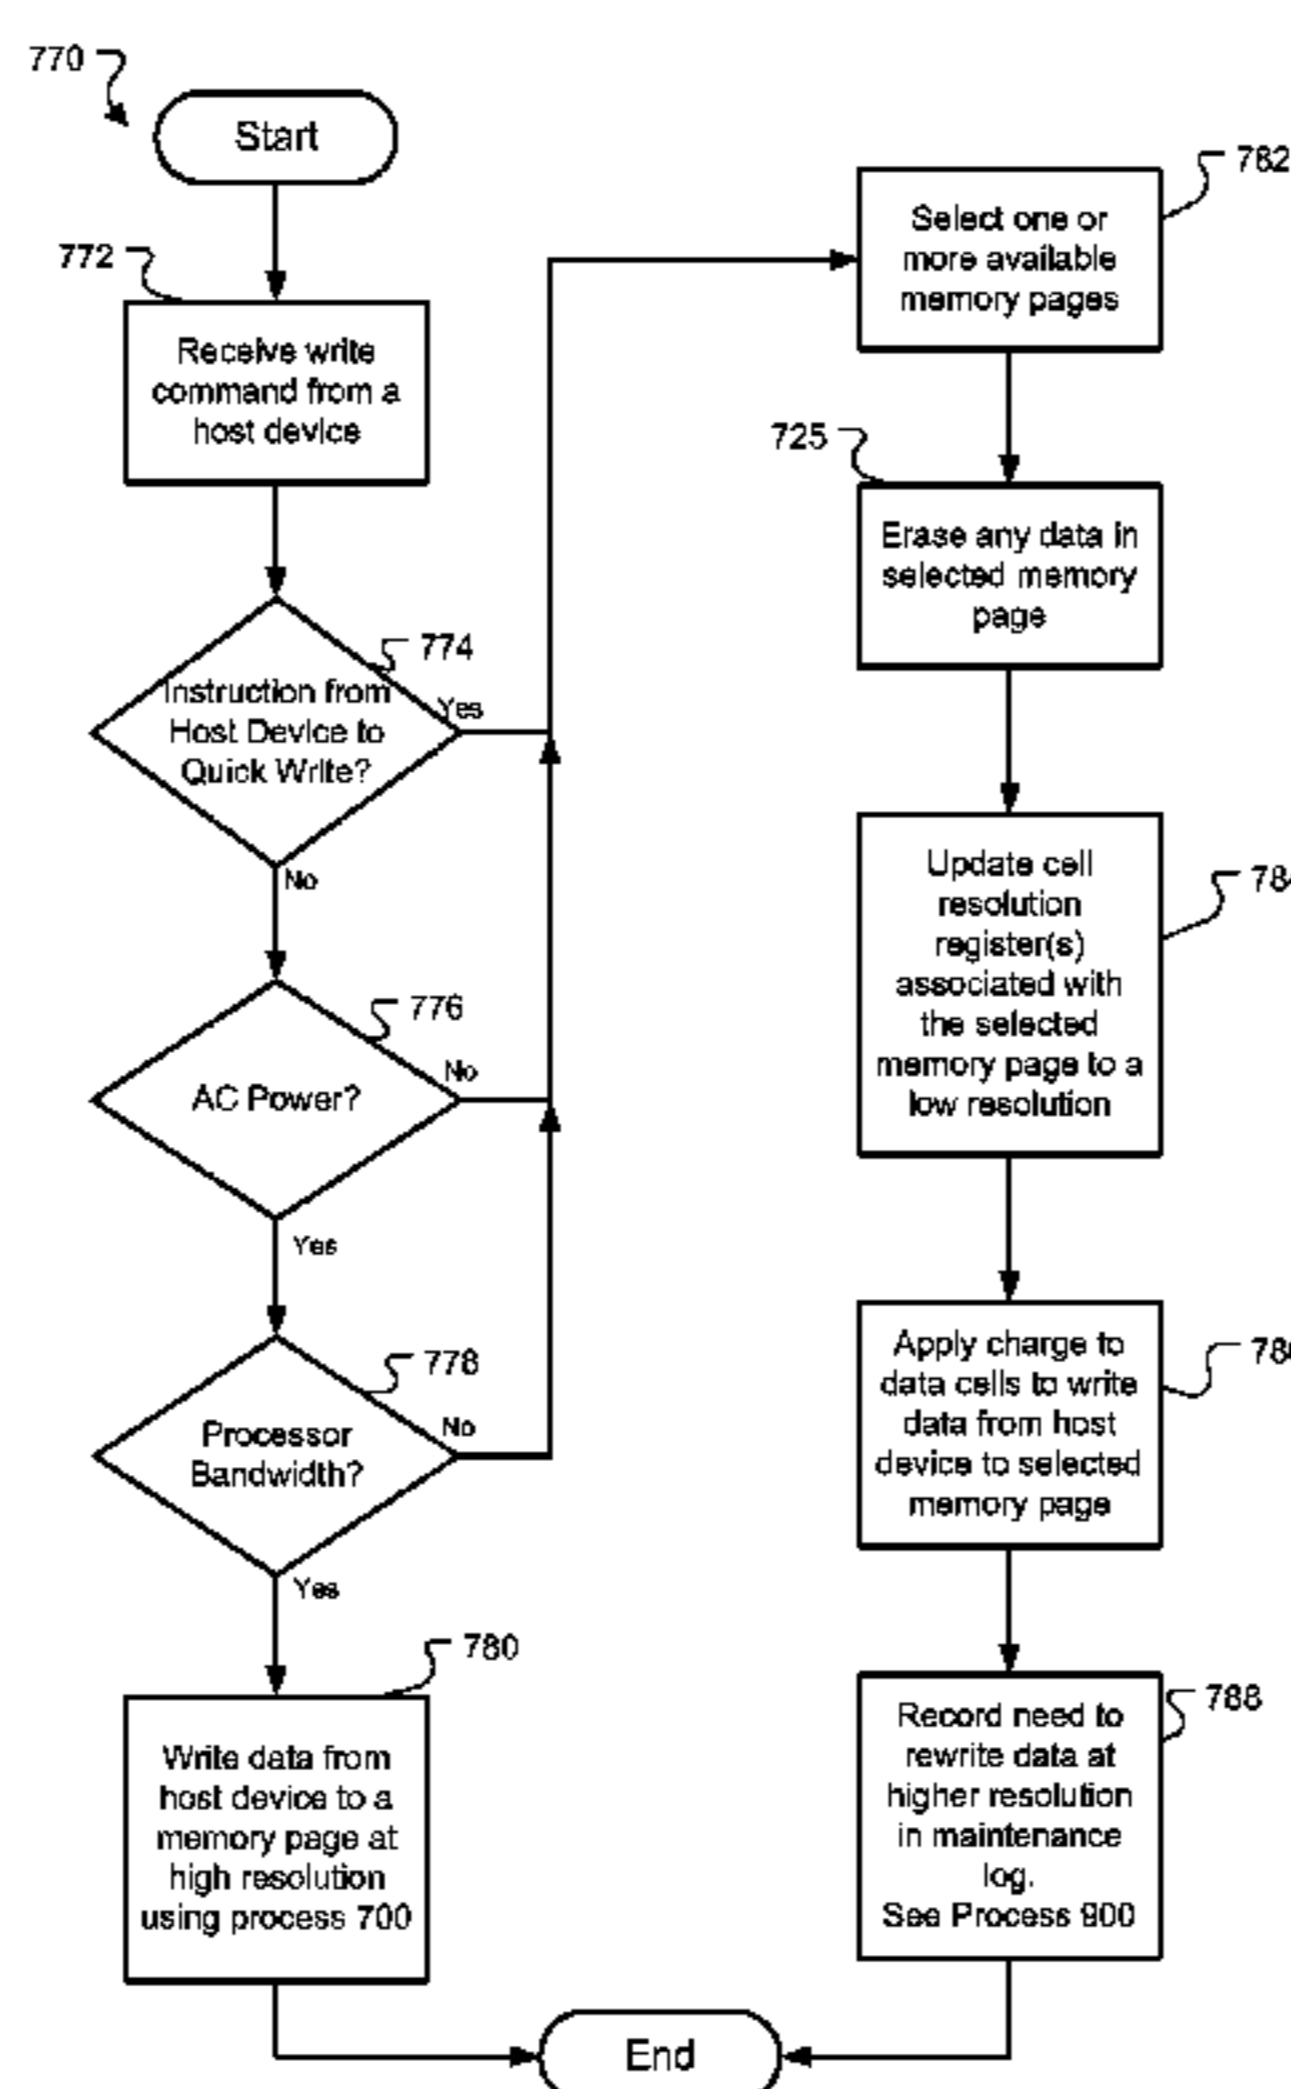 770
Start
772
Receive write
command from a
host device
774
Instruction from
Host Device to
Quick Write?
Yes
No
776
AC Power?
No
Yes
778
Processor
Bandwidth?
No
Yes
780
Write data from
host device to a
memory page at
high resolution
using process 700
782
Select one or
more available
memory pages
725
Erase any data in
selected memory
page
Update cell
resolution
register(s)
associated with
the selected
memory page to a
low resolution
Apply charge to
data cells to write
data from host
device to selected
memory page
788
Record need to
rewrite data at
higher resolution
in maintenance
log.
See Process 900
End